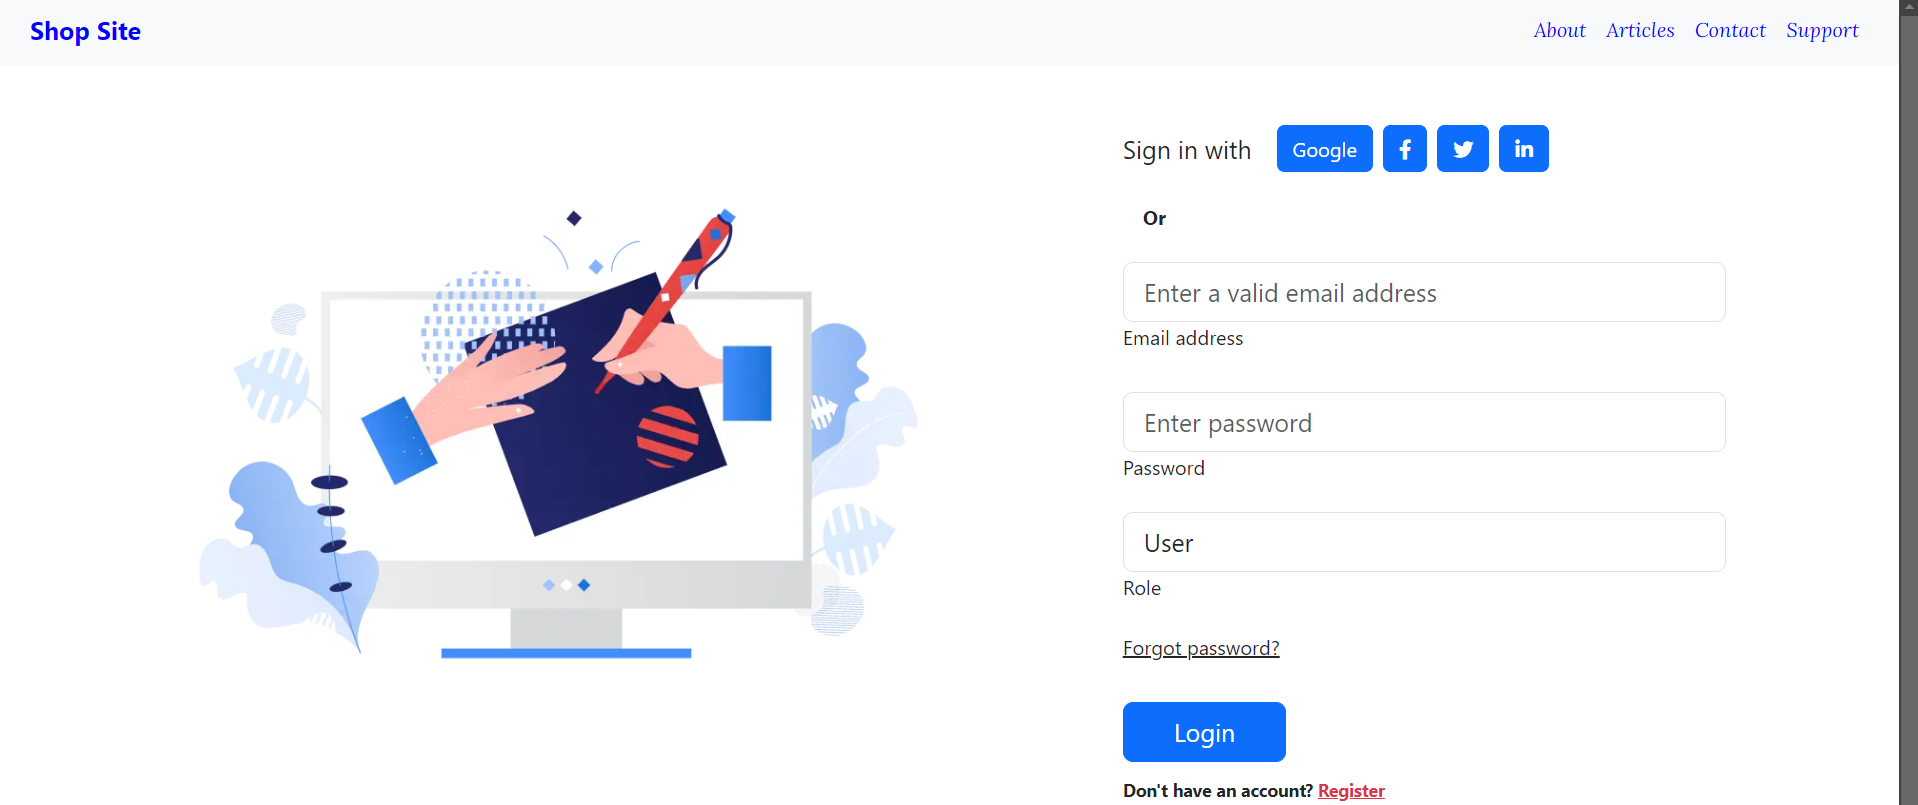 Shop Site
About Articles Contact Support
Sign in with Google
Or
Enter a valid email address
Email address
Enter password
Password
User
Role
Forgot password?
Login
Don't have an account? Register